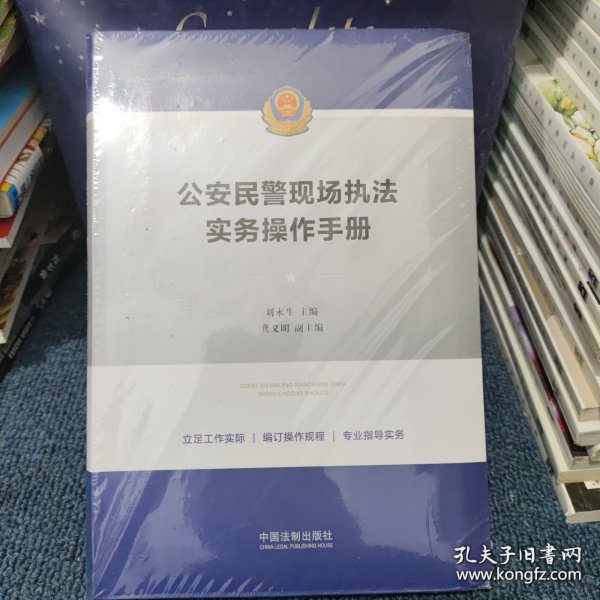 Complete
公安民警现场执法
实务操作手册
刘永生 主编
龚义明 副主编
GONG'AN MINJING XIANCHANG ZHIFA
SHIWU CAOZUO SHOUCE
立足工作实际 | 编订操作规程 | 专业指导实务
中国法制出版社
CHINA LEGAL PUBLISHING HOUSE
孔夫子旧书网
www.kongfz.com